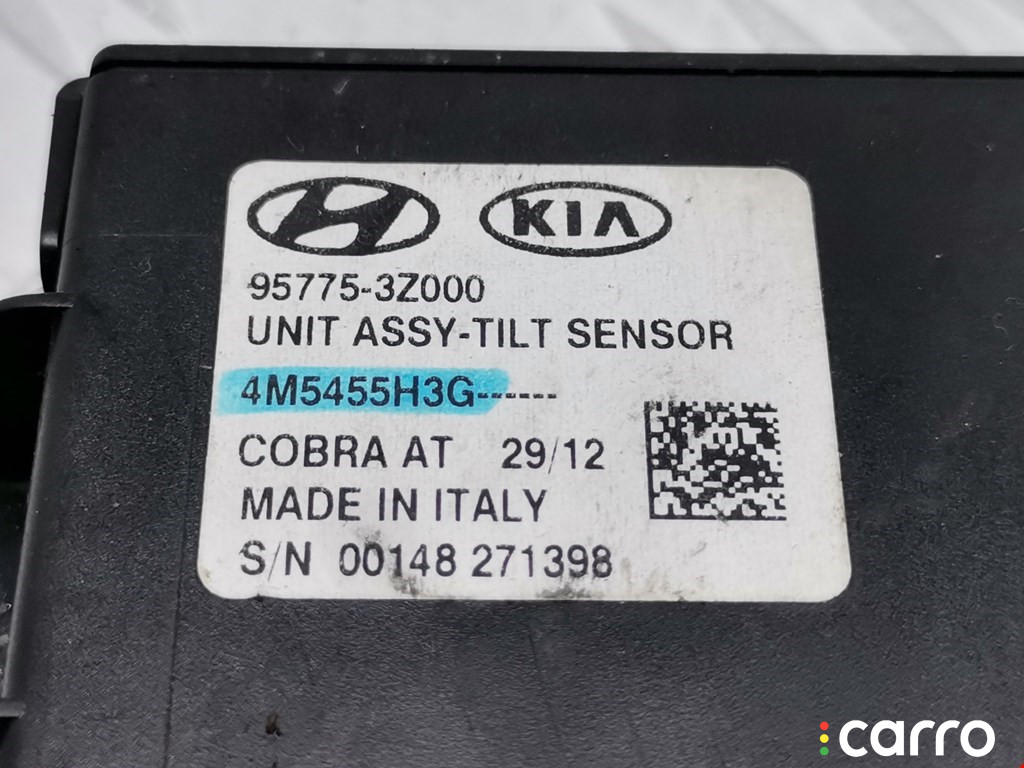 KIA
95775-3Z000
UNIT ASSY-TILT SENSOR
4M5455H3G------
COBRA AT 29/12
MADE IN ITALY
S/N 00148 271398
carro